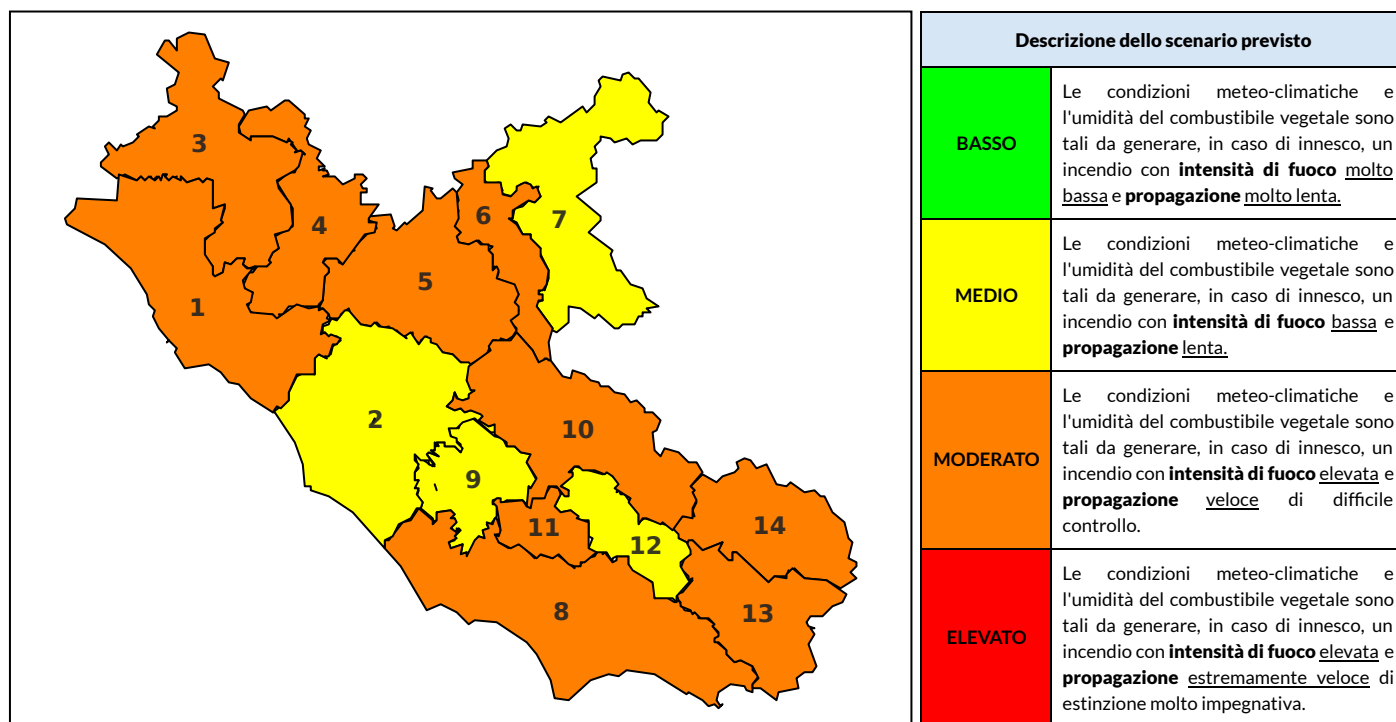 3
4
6
7
5
1
2
10
9
11
12
14
8
13
Descrizione dello scenario previsto
BASSO
Le condizioni meteo-climatiche e
l'umidità del combustibile vegetale sono
tali da generare, in caso di innesco, un
incendio con intensità di fuoco molto
bassa e propagazione molto lenta.
MEDIO
Le condizioni meteo-climatiche e
l'umidità del combustibile vegetale sono
tali da generare, in caso di innesco, un
incendio con intensità di fuoco bassa e
propagazione lenta.
MODERATO
Le condizioni meteo-climatiche e
l'umidità del combustibile vegetale sono
tali da generare, in caso di innesco, un
incendio con intensità di fuoco elevata e
propagazione veloce di difficile
controllo.
ELEVATO
Le condizioni meteo-climatiche e
l'umidità del combustibile vegetale sono
tali da generare, in caso di innesco, un
incendio con intensità di fuoco elevata e
propagazione estremamente veloce di
estinzione molto impegnativa.